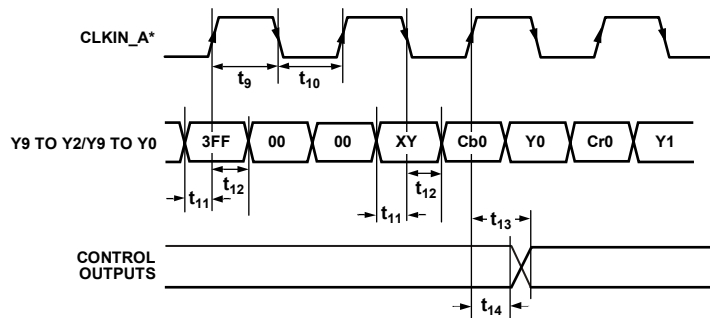 CLKIN_A*
t9 t10
Y9 TO Y2/Y9 TO Y0 3FF 00 00 XY Cb0 Y0 Cr0 Y1
t11 t12 t11 t12
t13
CONTROL
OUTPUTS
t14